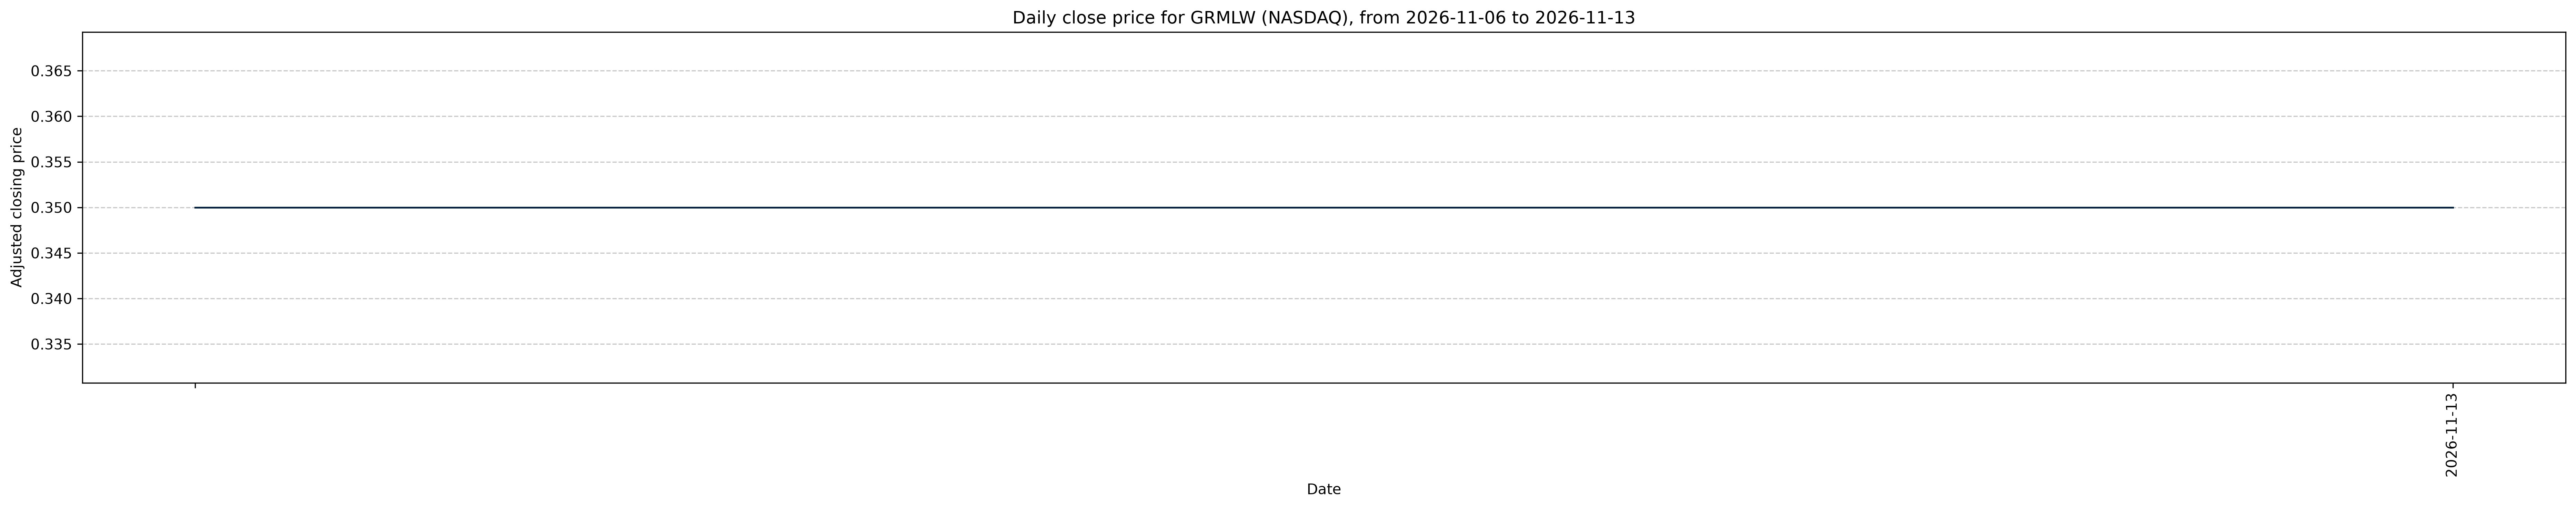 Daily close price for GRMLW (NASDAQ), from 2026-11-06 to 2026-11-13
Adjusted closing price
0.365
0.360
0.355
0.350
0.345
0.340
0.335
2026-11-13
Date